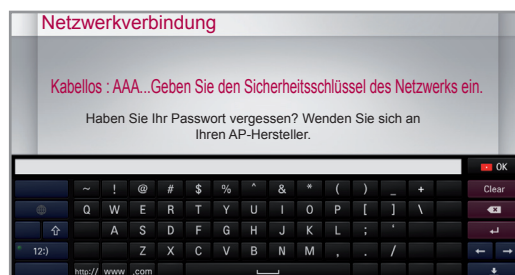 Netzwerkverbindung
Kabellos : AAA...Geben Sie den Sicherheitsschlüssel des Netzwerks ein.
Haben Sie Ihr Passwort vergessen? Wenden Sie sich an
Ihren AP-Hersteller.
OK
~ ! @ # $ % ^ & * ( ) _ + Clear
Q W E R T Y U I O P [ ] \
A S D F G H J K L ; '
12:) Z X C V B N M , . /
http:// www .com